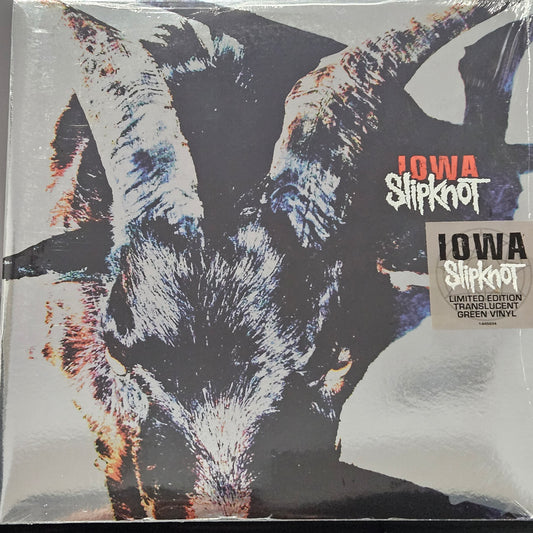 IOWA
Slipknot
IOWA
Slipknot
LIMITED EDITION
TRANSLUCENT
GREEN VINYL